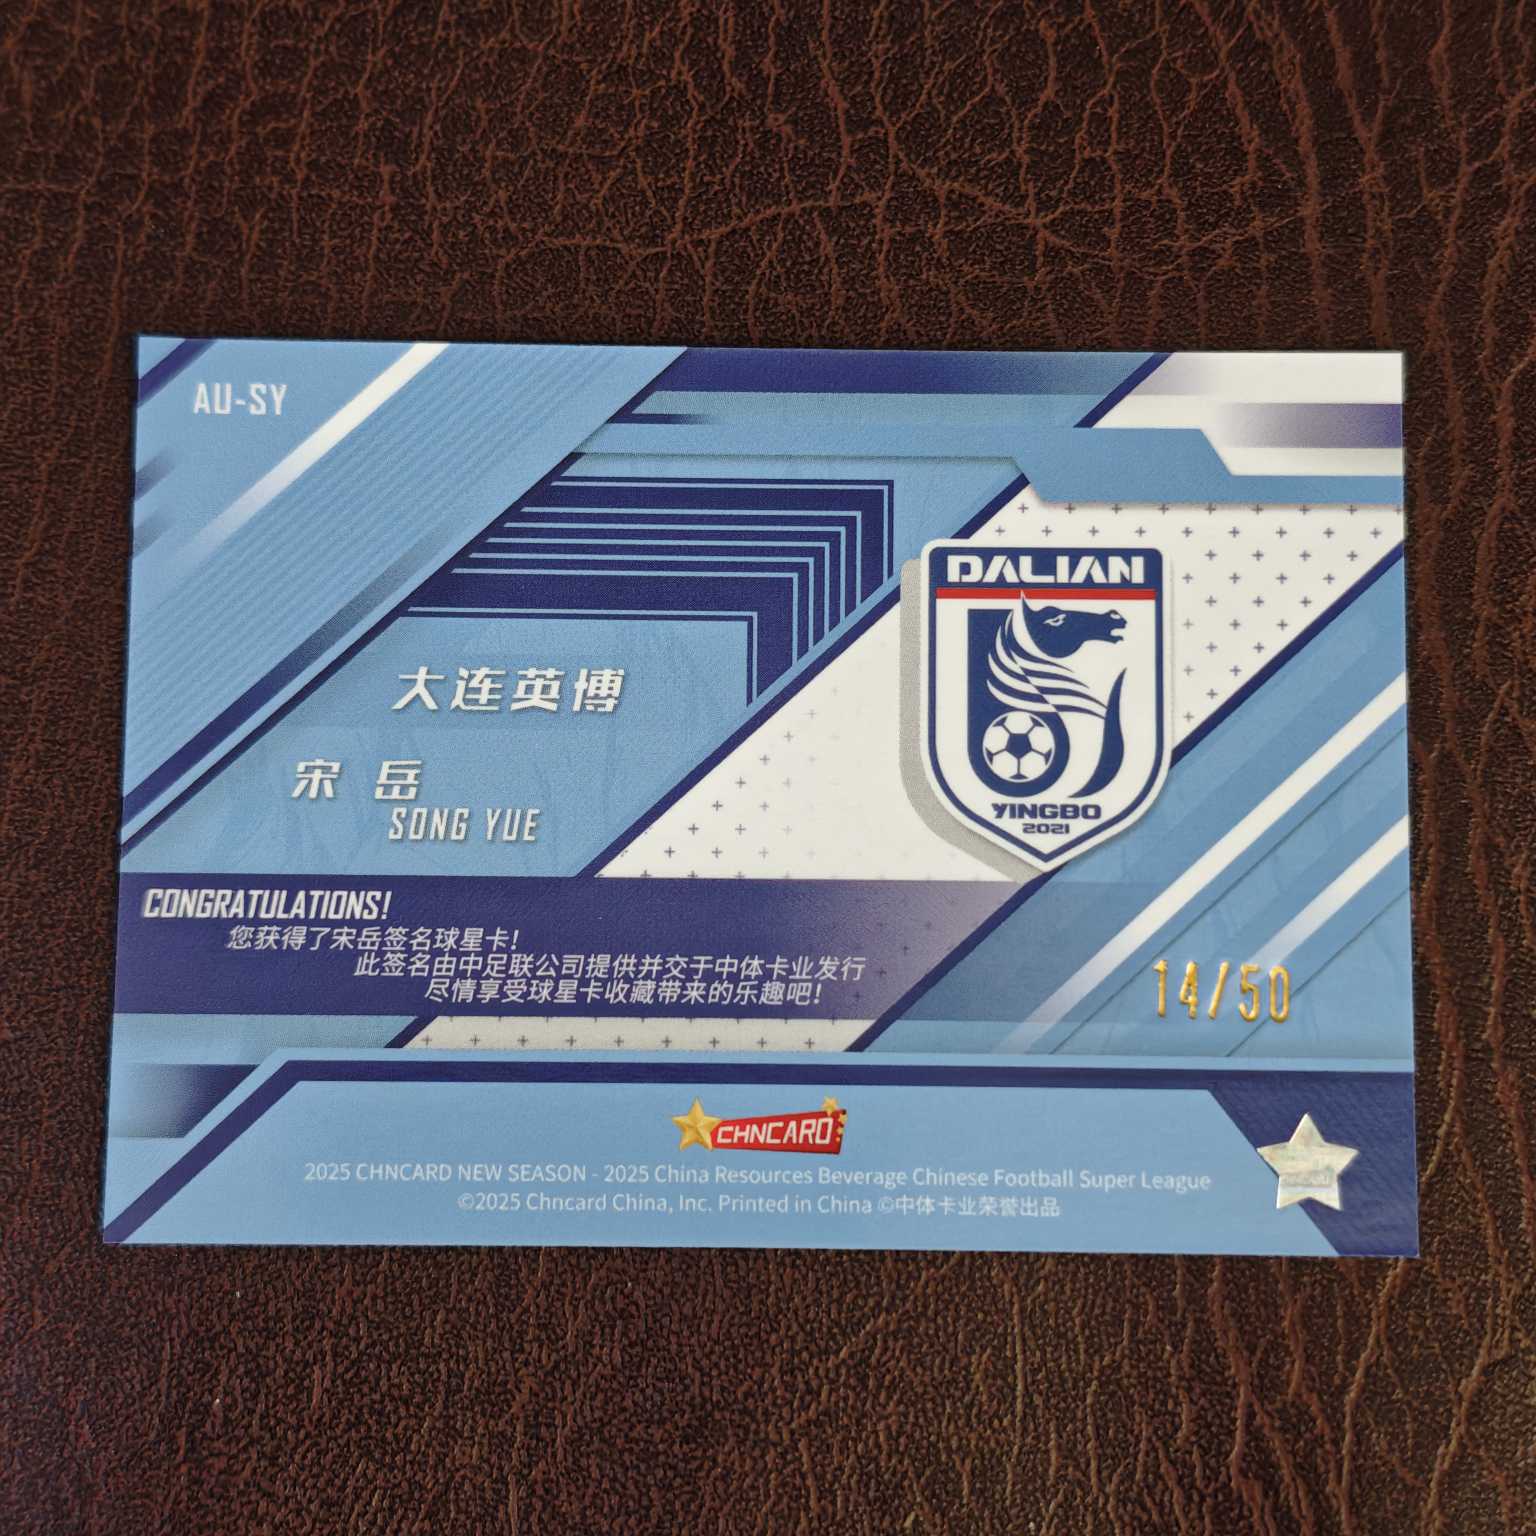 AU-SY
DALIAN
YINGBO
2021
大连英博
宋 岳
SONG YUE
CONGRATULATIONS!
您获得了宋岳签名球星卡!
此签名由中足联公司提供并交于中体卡业发行
尽情享受球星卡收藏带来的乐趣吧!
14/50
CHNCARD
2025 CHNCARD NEW SEASON - 2025 China Resources Beverage Chinese Football Super League
©2025 Chncard China, Inc. Printed in China ©中体卡业荣誉出品